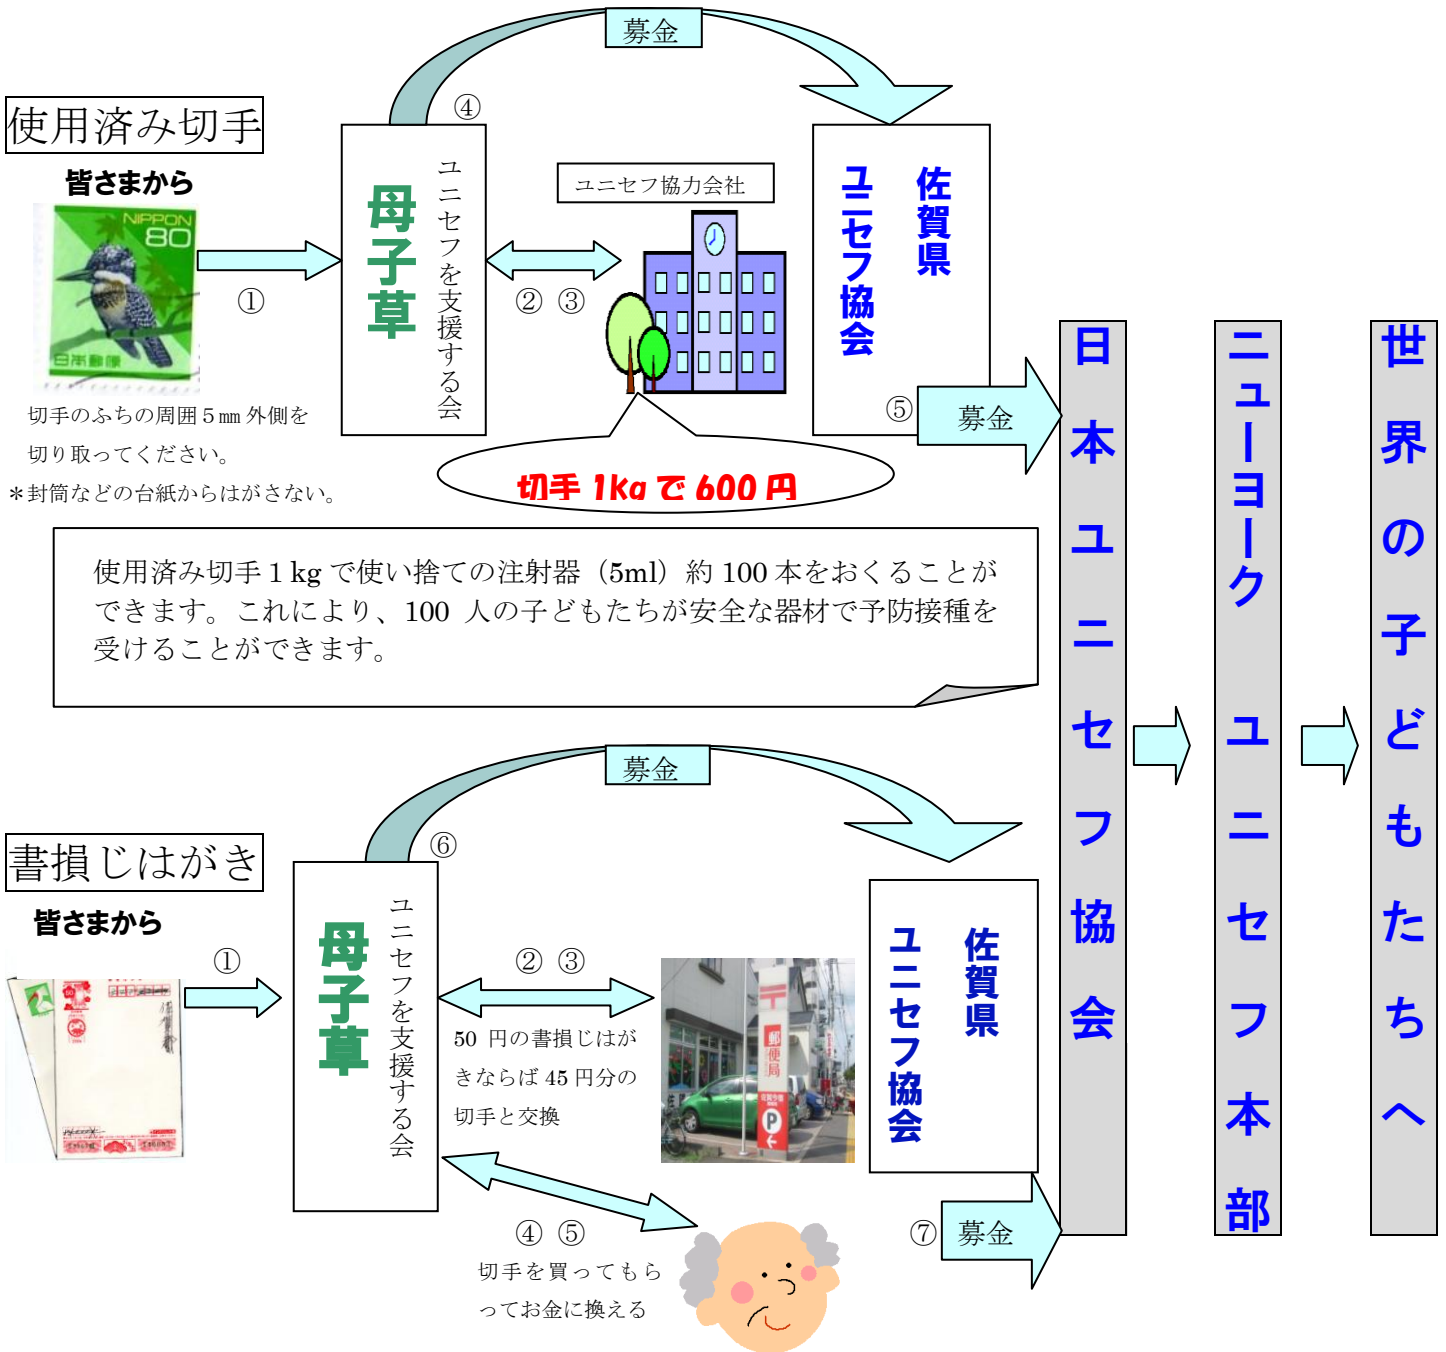 募金
使用済み切手
皆さまから
NIPPON
80
日本郵便
①
切手のふちの周囲５㎜外側を
切り取ってください。
＊封筒などの台紙からはがさない。
④
ユニセフを支援する会
母子草
② ③
ユニセフ協力会社
切手 1kg で 600 円
佐賀県
ユニセフ協会
⑤
募金
使用済み切手１kg で使い捨ての注射器（5ml）約 100 本をおくることが
できます。これにより、100 人の子どもたちが安全な器材で予防接種を
受けることができます。
日本ユニセフ協会
ニューヨーク ユニセフ本部
世界の子どもたちへ
募金
書損じはがき
皆さまから
①
⑥
ユニセフを支援する会
母子草
② ③
50 円の書損じはが
きならば 45 円分の
切手と交換
郵便局
P
④ ⑤
切手を買ってもら
ってお金に換える
佐賀県
ユニセフ協会
⑦
募金